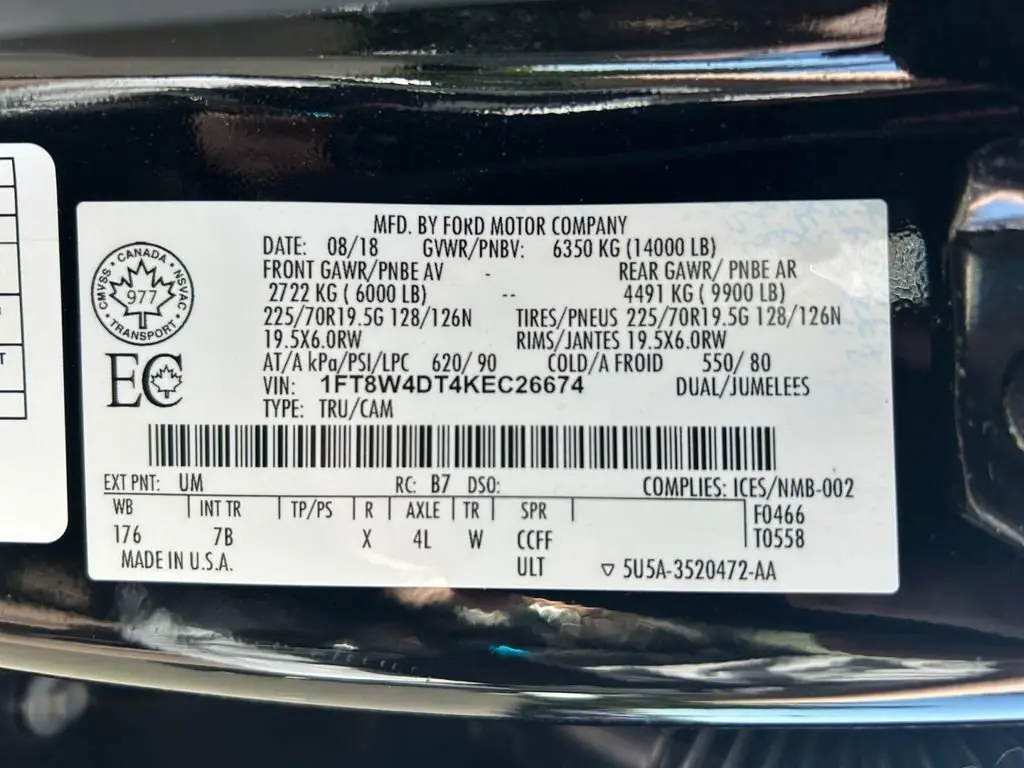 MFD. BY FORD MOTOR COMPANY
DATE: 08/18 GVWR/PNBV: 6350 KG (14000 LB)
FRONT GAWR/PNBE AV - REAR GAWR/ PNBE AR
2722 KG ( 6000 LB) -- 4491 KG ( 9900 LB)
225/70R19.5G 128/126N TIRES/PNEUS 225/70R19.5G 128/126N
19.5X6.0RW RIMS/JANTES 19.5X6.0RW
AT/A kPa/PSI/LPC 620/ 90 COLD/A FROID 550/ 80
VIN: 1FT8W4DT4KEC26674 DUAL/JUMELEES
TYPE: TRU/CAM
CANADA
CMVSS • NSVAC
977
TRANSPORT
EC
EXT PNT: UM RC: B7 DSO: COMPLIES: ICES/NMB-002
WB INT TR TP/PS R AXLE TR SPR F0466
176 7B X 4L W CCFF T0558
MADE IN U.S.A. ULT ▽ 5U5A-3520472-AA